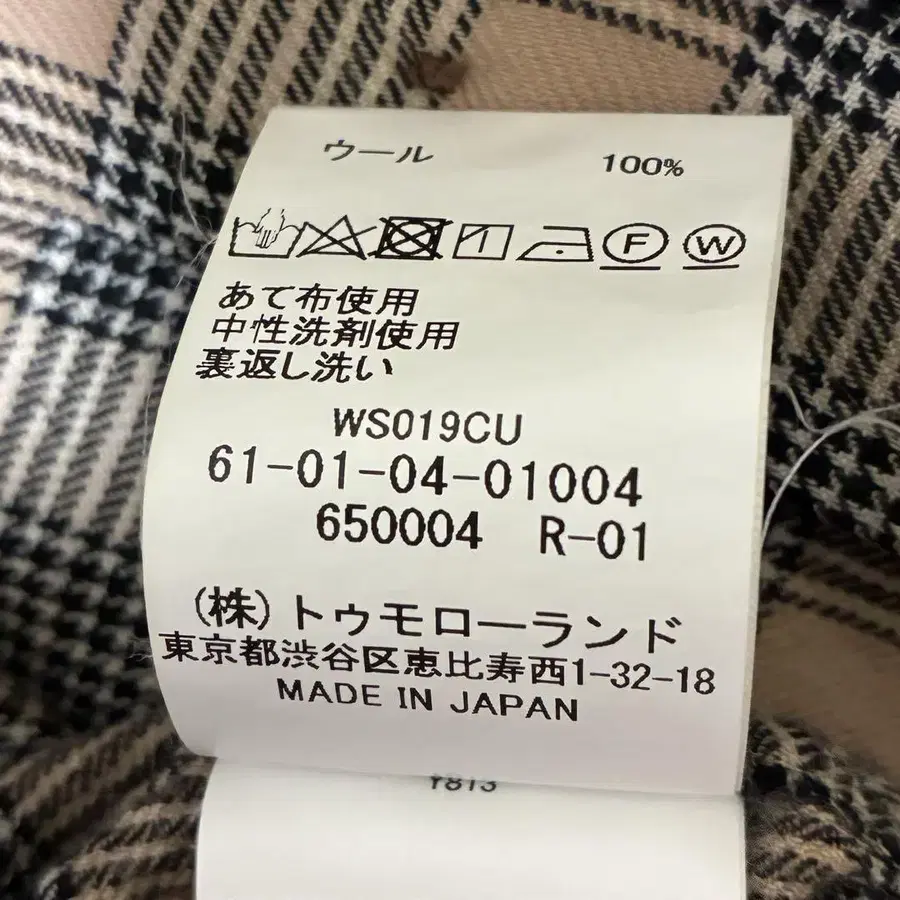 ウール 100%
F W
あて布使用
中性洗剤使用
裏返し洗い
WS019CU
61-01-04-01004
650004 R-01
(株)トゥモローランド
東京都渋谷区恵比寿西1-32-18
MADE IN JAPAN
Y813